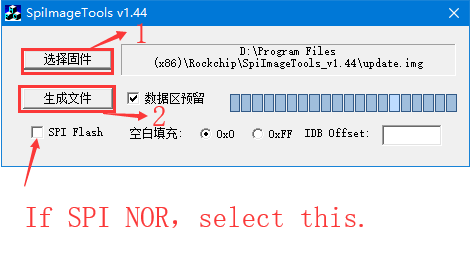 SpiImageTools v1.44
1
选择固件
D:\Program Files
(x86)\Rockchip\SpiImageTools_v1.44\update.img
生成文件
数据区预留
2
SPI Flash 空白填充: 0x0 0xFF IDB Offset:
If SPI NOR, select this.